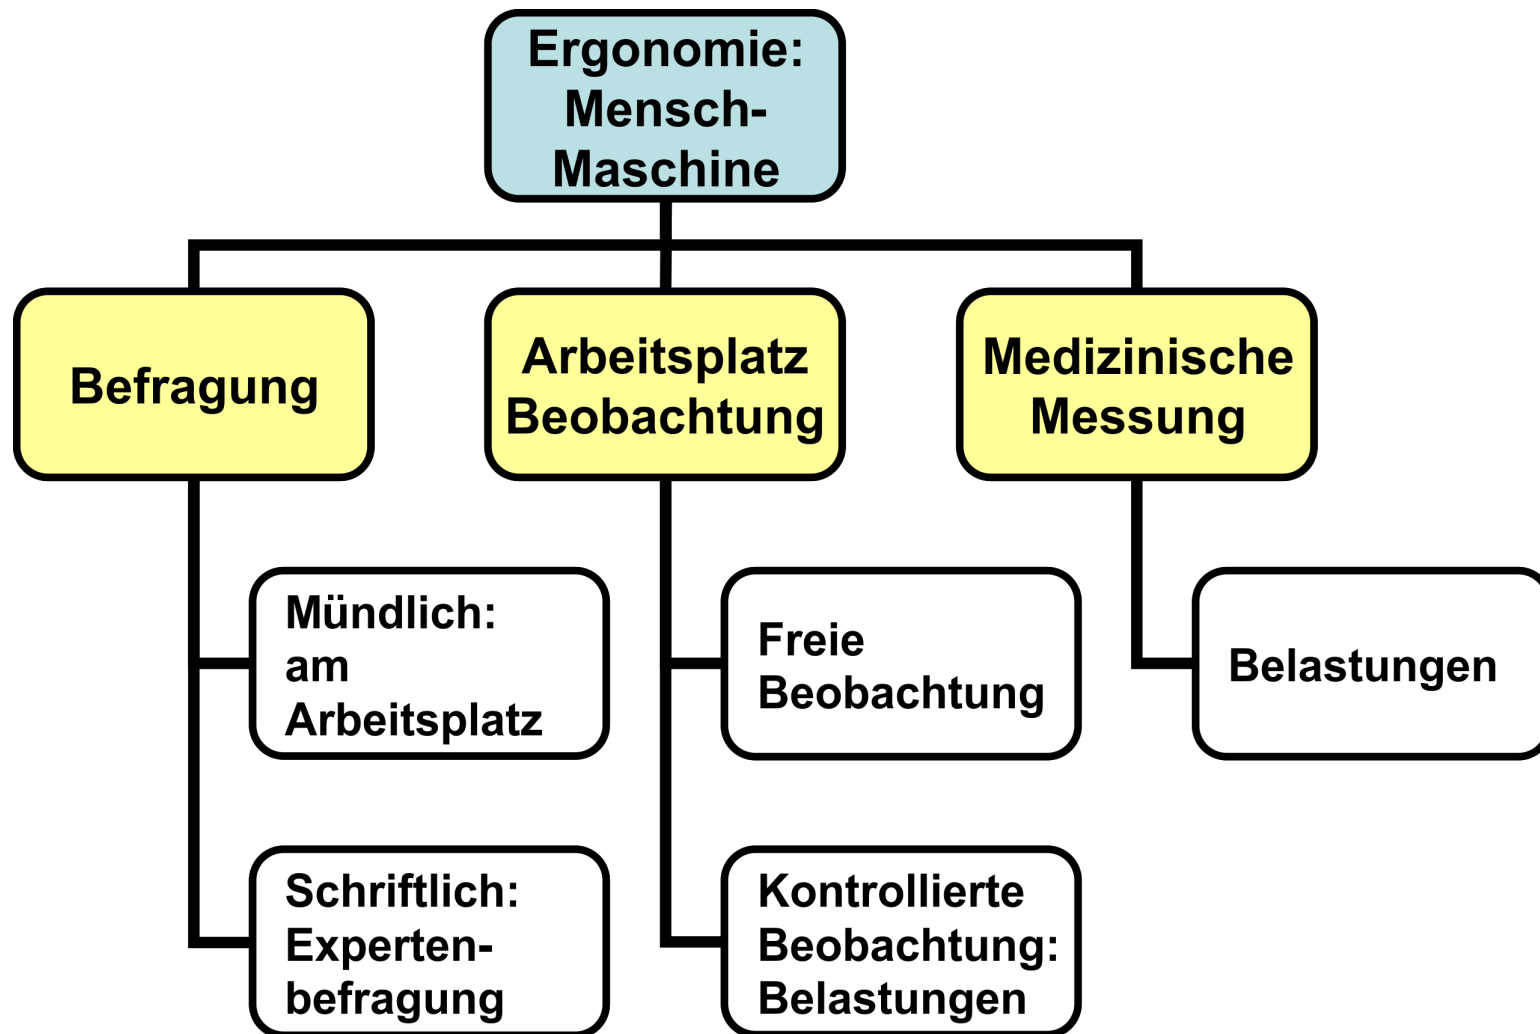 Ergonomie:
Mensch-
Maschine
Befragung
Arbeitsplatz
Beobachtung
Medizinische
Messung
Mündlich:
am
Arbeitsplatz
Freie
Beobachtung
Belastungen
Schriftlich:
Experten-
befragung
Kontrollierte
Beobachtung:
Belastungen